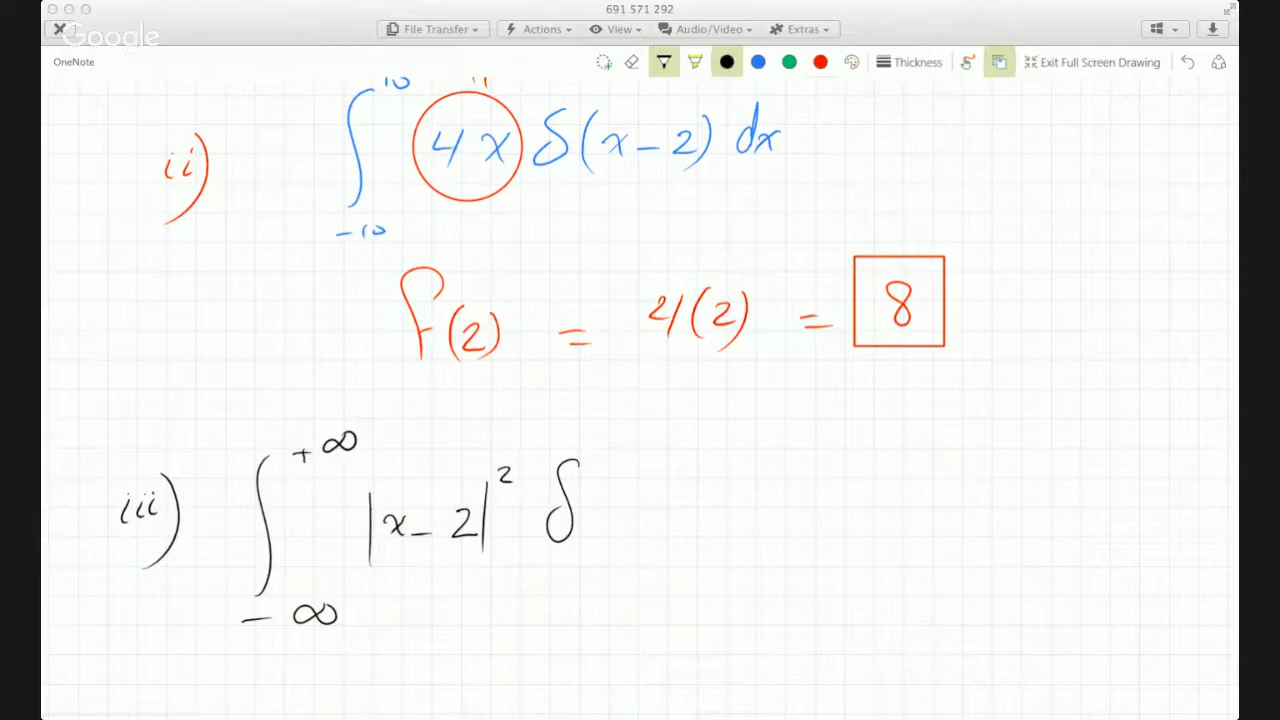 691 571 292
Google
File Transfer Actions View Audio/Video Extras
OneNote Thickness Exit Full Screen Drawing
ii) ∫₋₁₀¹⁰ 4x δ(x-2) dx
f(2) = 4(2) = 8
iii) ∫₋∞⁺∞ |x-2|² δ